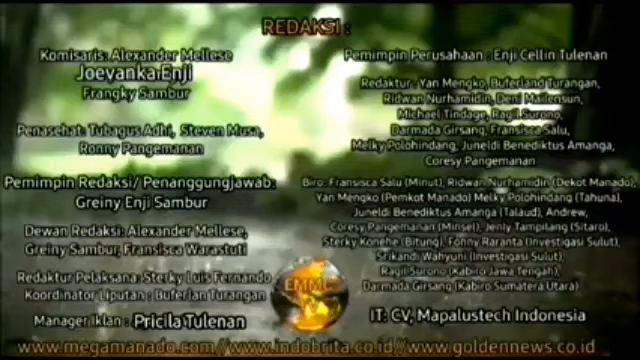 REDAKSI :
Komisaris: Alexander Mellese
Joevanka Enji
Frangky Sambur
Penasehat: Tubagus Adhi, Steven Musa,
Ronny Pangemanan
Pemimpin Redaksi/ Penanggungjawab:
Greiny Enji Sambur
Dewan Redaksi: Alexander Mellese,
Greiny Sambur, Fransisca Warastuti
Redaktur Pelaksana: Sterky Luis Fernando
Koordinator Liputan : Buferlan Turangan
Manager Iklan : Pricila Tulenan
Pemimpin Perusahaan : Enji Cellin Tulenan
Redaktur : Yan Mengko, Buferland Turangan,
Ridwan Nurhamidin, Deni Mailensun,
Michael Tindage, Ragil Surono,
Darmada Girsang, Fransisca Salu,
Melky Polohindang, Juneldi Benediktus Amanga,
Coresy Pangemanan
Biro: Fransisca Salu (Minut), Ridwan Nurhamidin (Dekot Manado),
Yan Mengko (Pemkot Manado) Melky Polohindang (Tahuna),
Juneldi Benediktus Amanga (Talaud), Andrew,
Coresy Pangemanan (Minsel), Jenly Tampilang (Sitaro),
Sterky Konehe (Bitung), Fonny Raranta (Investigasi Sulut),
Srikandi Wahyuni (Investigasi Sulut),
Ragil Surono (Kabiro Jawa Tengah),
Darmada Girsang (Kabiro Sumatera Utara)
EMMC
IT: CV, Mapalustech Indonesia
www.megamanado.com//www.indobrita.co.id//www.goldennews.co.id